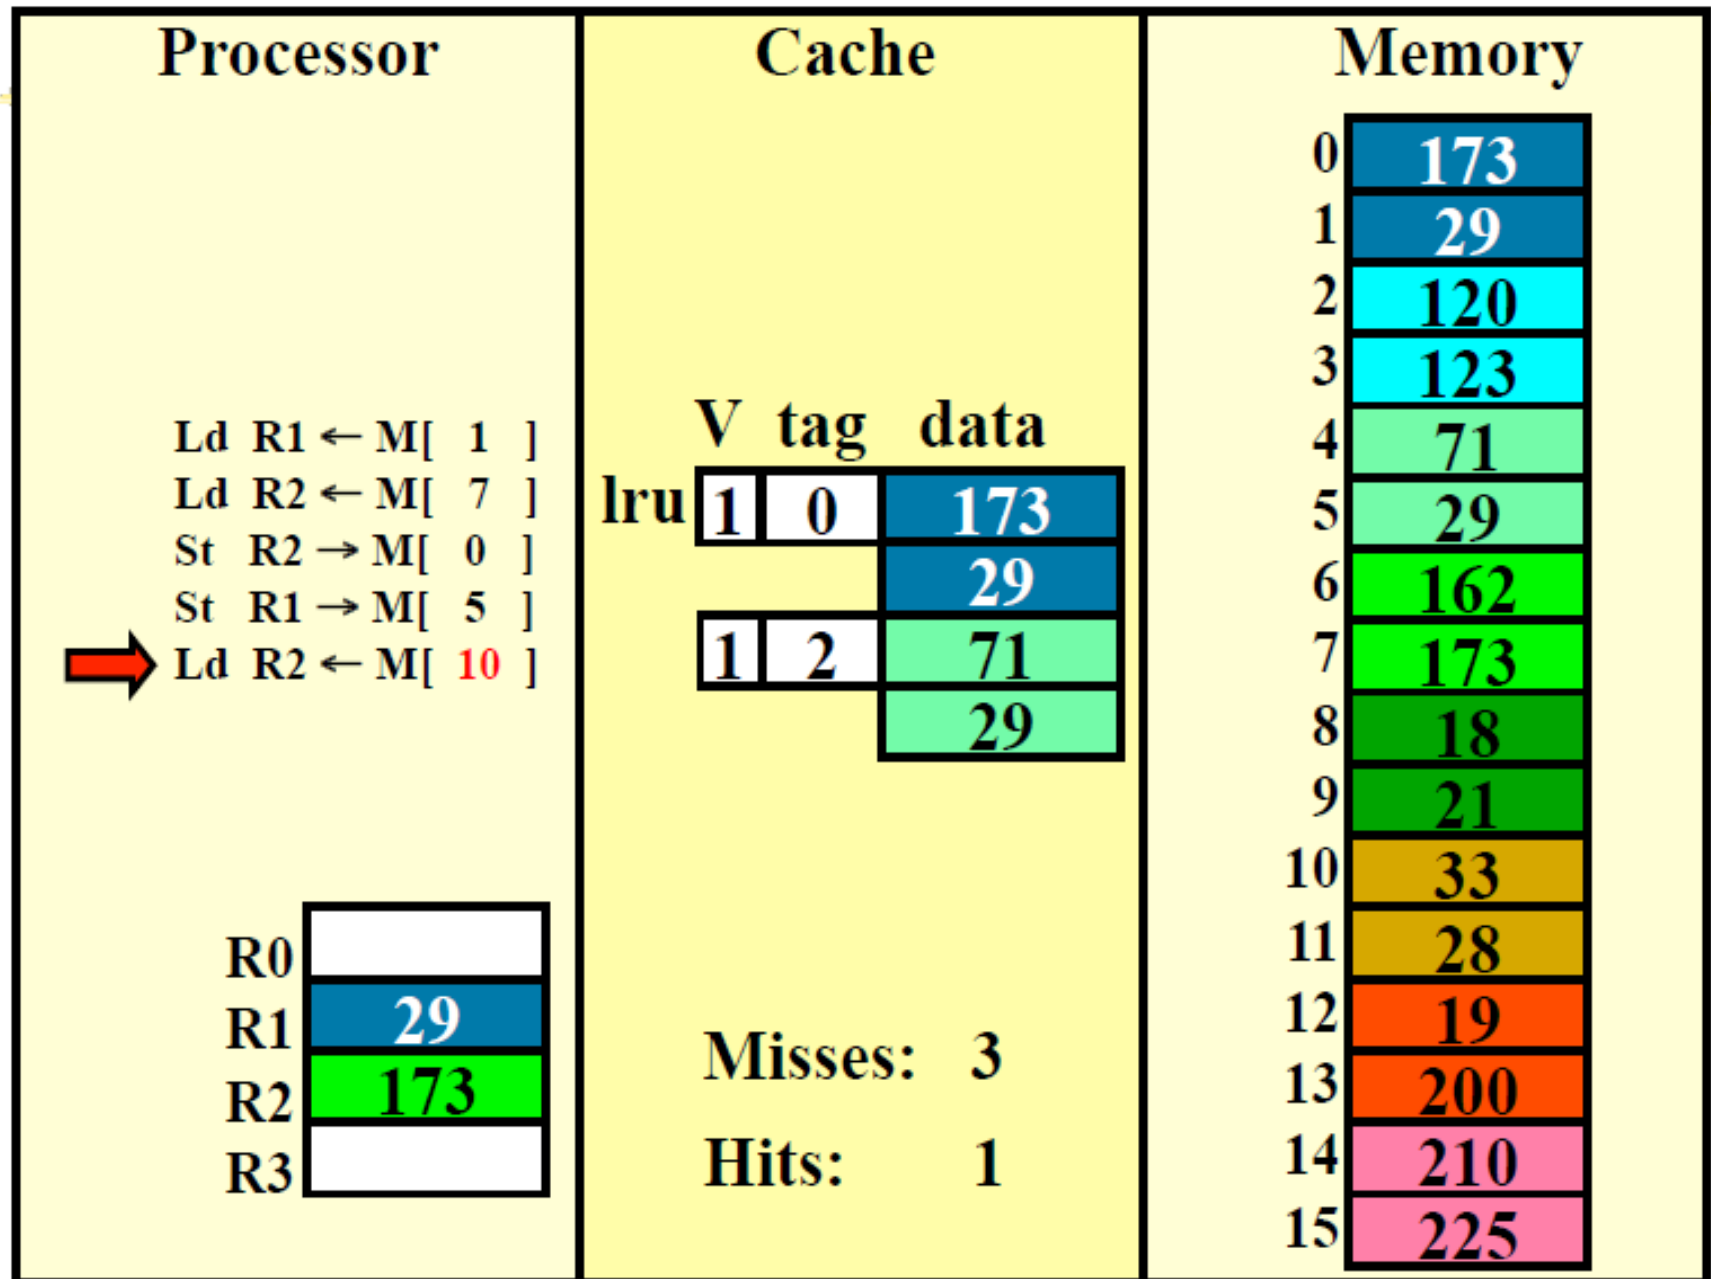 Processor
Ld R1 ← M[ 1 ]
Ld R2 ← M[ 7 ]
St R2 → M[ 0 ]
St R1 → M[ 5 ]
Ld R2 ← M[ 10 ]
R0
R1 29
R2 173
R3
Cache
V tag data
lru 1 0 173
29
1 2 71
29
Misses: 3
Hits: 1
Memory
0 173
1 29
2 120
3 123
4 71
5 29
6 162
7 173
8 18
9 21
10 33
11 28
12 19
13 200
14 210
15 225